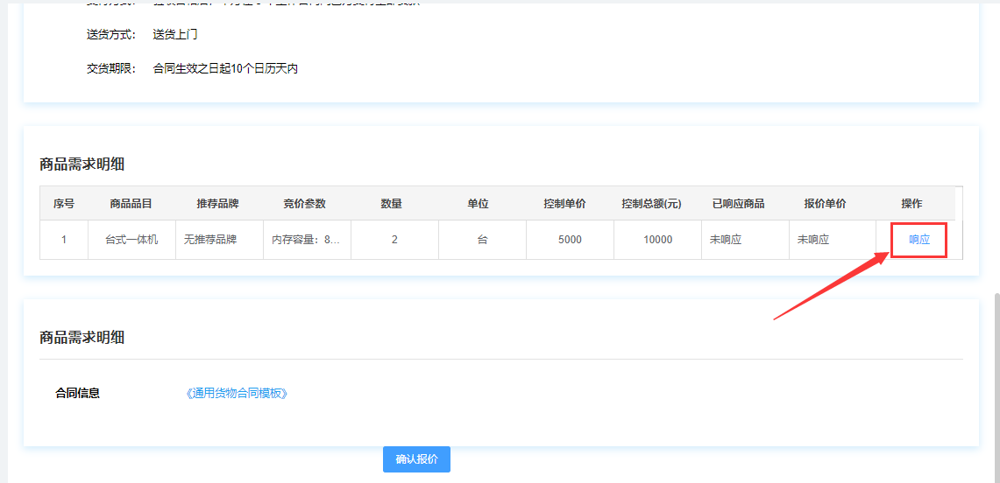 送货方式： 送货上门
交货期限： 合同生效之日起10个日历天内
商品需求明细
序号 商品品目 推荐品牌 竞价参数 数量 单位 控制单价 控制总额(元) 已响应商品 报价单价 操作
1 台式一体机 无推荐品牌 内存容量：8... 2 台 5000 10000 未响应 未响应 响应
商品需求明细
合同信息 《通用货物合同模板》
确认报价